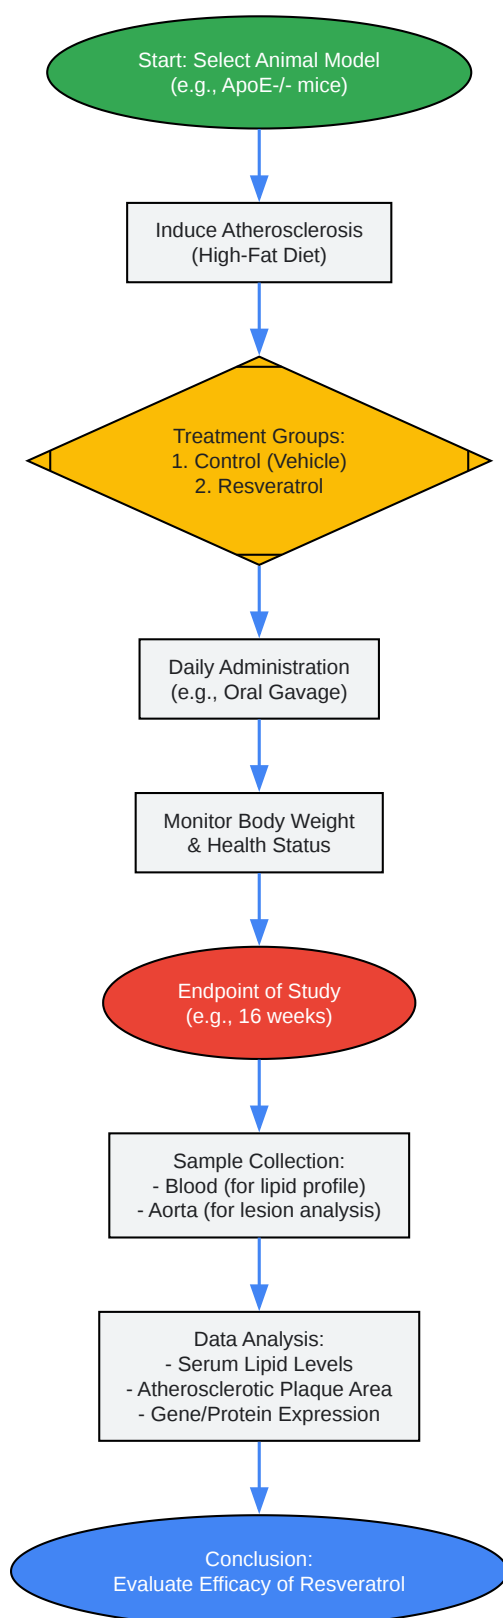 Start: Select Animal Model
(e.g., ApoE-/- mice)
Induce Atherosclerosis
(High-Fat Diet)
Treatment Groups:
1. Control (Vehicle)
2. Resveratrol
Daily Administration
(e.g., Oral Gavage)
Monitor Body Weight
& Health Status
Endpoint of Study
(e.g., 16 weeks)
Sample Collection:
- Blood (for lipid profile)
- Aorta (for lesion analysis)
Data Analysis:
- Serum Lipid Levels
- Atherosclerotic Plaque Area
- Gene/Protein Expression
Conclusion:
Evaluate Efficacy of Resveratrol